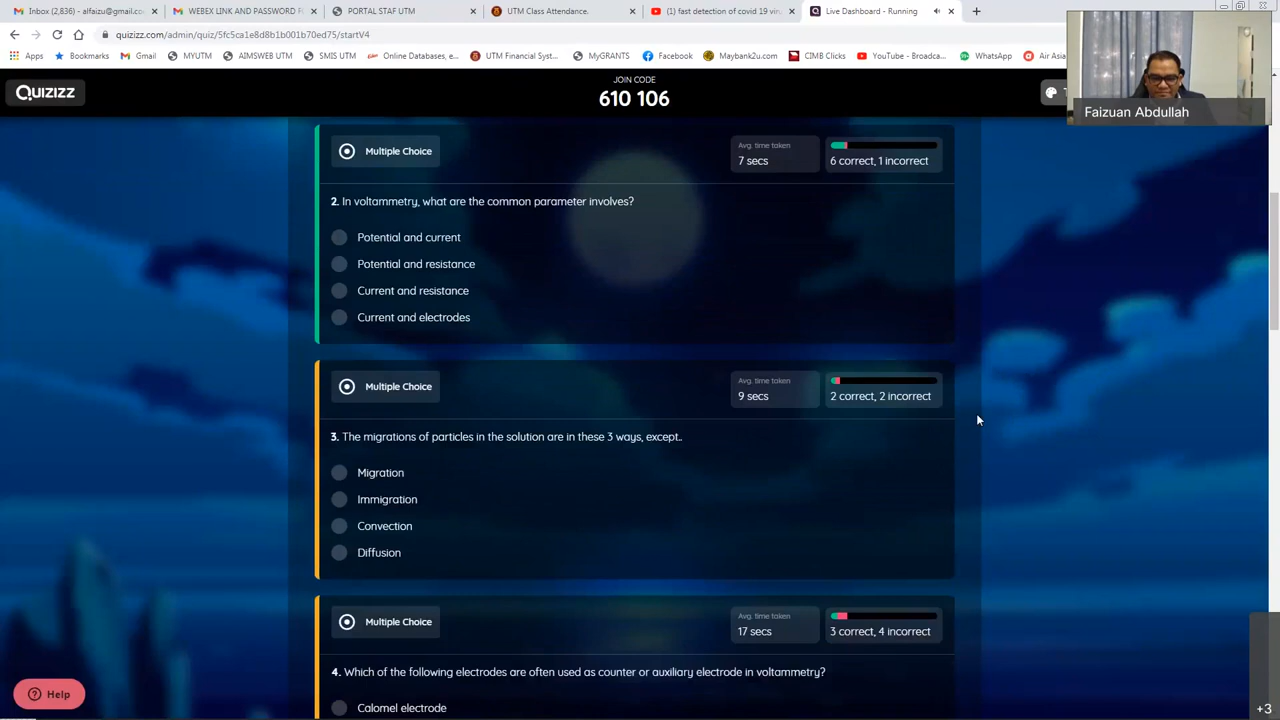 Inbox (2,836) - alfaizu@gmail.co
WEBEX LINK AND PASSWORD FO
PORTAL STAF UTM
UTM Class Attendance.
(1) fast detection of covid 19 viru
Live Dashboard - Running
quizizz.com/admin/quiz/5fc5ca1e8d8b1b001b70ed75/startV4
Apps
Bookmarks
Gmail
MYUTM
AIMSWEB UTM
SMIS UTM
Online Databases, e...
UTM Financial Syst...
MyGRANTS
Facebook
Maybank2u.com
CIMB Clicks
YouTube - Broadca...
WhatsApp
Air Asia
Quizizz
JOIN CODE
610 106
T
Faizuan Abdullah
Multiple Choice
Avg. time taken
7 secs
6 correct, 1 incorrect
2. In voltammetry, what are the common parameter involves?
Potential and current
Potential and resistance
Current and resistance
Current and electrodes
Multiple Choice
Avg. time taken
9 secs
2 correct, 2 incorrect
3. The migrations of particles in the solution are in these 3 ways, except..
Migration
Immigration
Convection
Diffusion
Multiple Choice
Avg. time taken
17 secs
3 correct, 4 incorrect
4. Which of the following electrodes are often used as counter or auxiliary electrode in voltammetry?
Calomel electrode
Help
+3